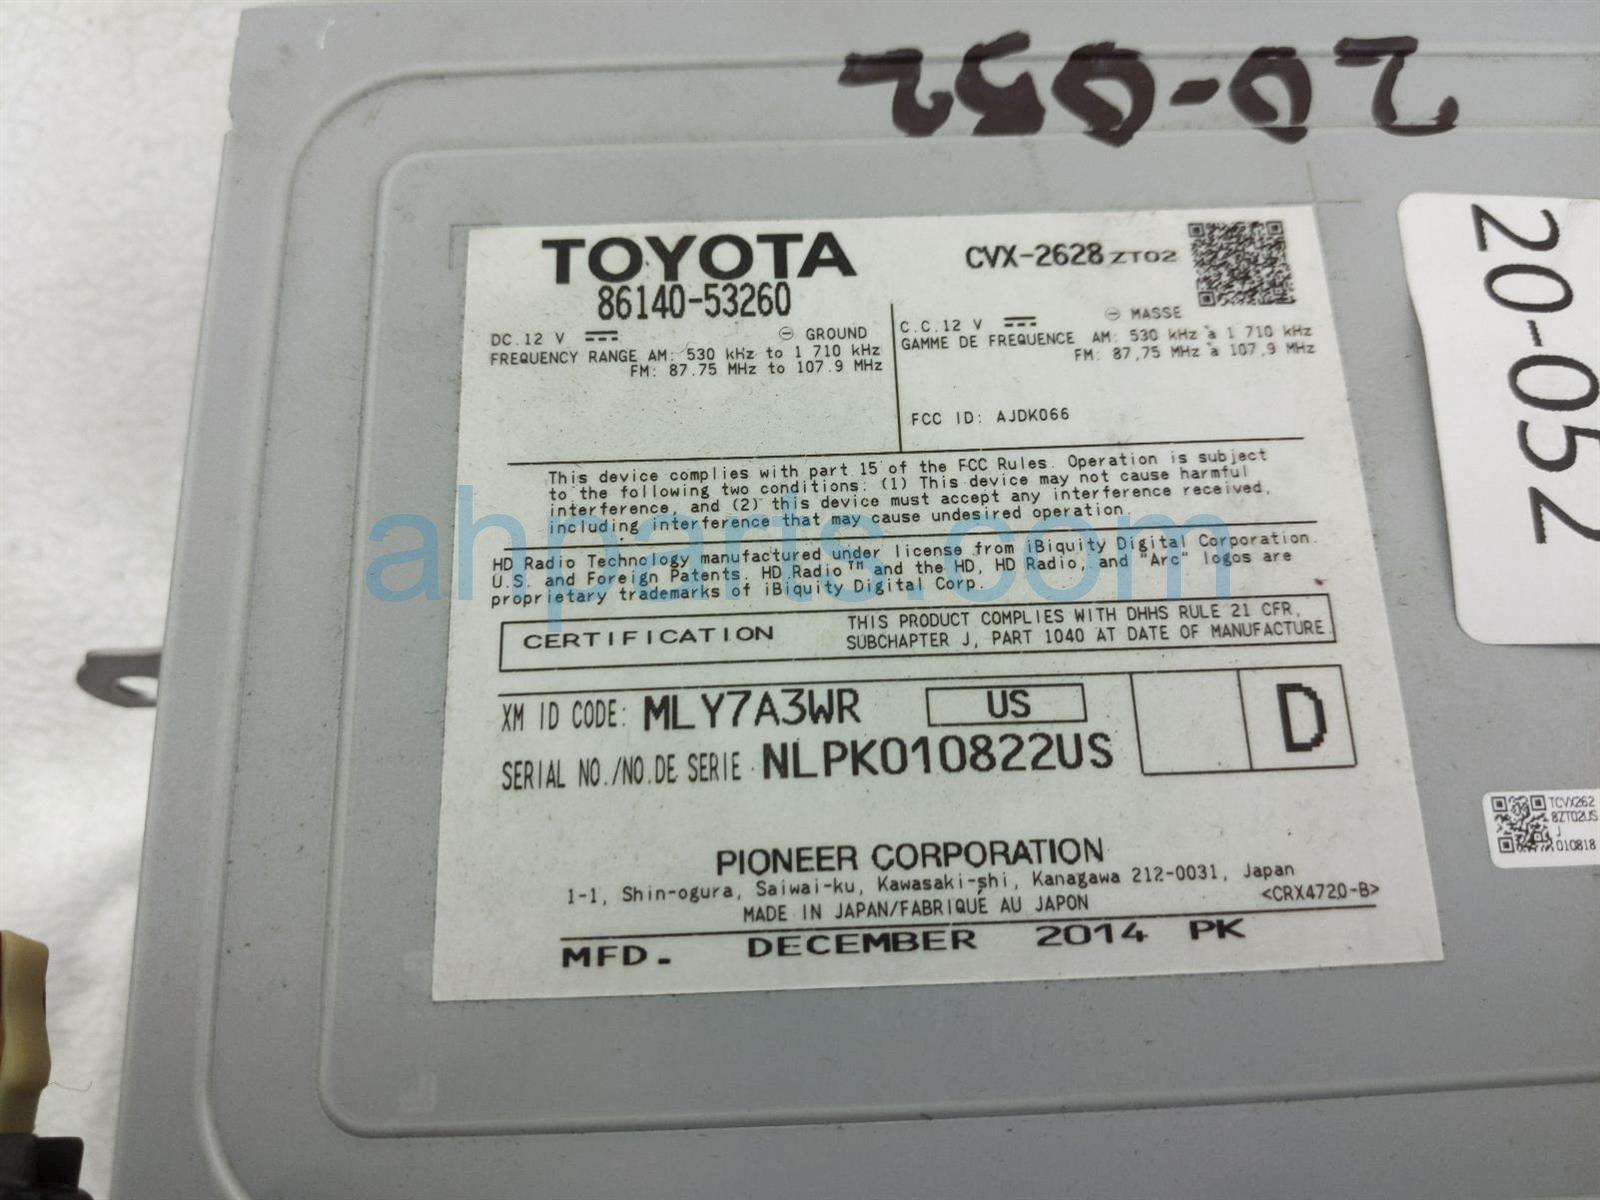 20-052
20-052
TOYOTA
86140-53260
CVX-2628 ZT02
DC.12 V ⊖ GROUND
FREQUENCY RANGE AM: 530 kHz to 1 710 kHz
FM: 87.75 MHz to 107.9 MHz
C.C.12 V ⊖ MASSE
GAMME DE FREQUENCE AM: 530 kHz à 1 710 kHz
FM: 87,75 MHz à 107,9 MHz
FCC ID: AJDK066
This device complies with part 15 of the FCC Rules. Operation is subject
to the following two conditions: (1) This device may not cause harmful
interference, and (2) this device must accept any interference received,
including interference that may cause undesired operation.
HD Radio Technology manufactured under license from iBiquity Digital Corporation.
U.S. and Foreign Patents. HD Radio™ and the HD, HD Radio, and "Arc" logos are
proprietary trademarks of iBiquity Digital Corp.
CERTIFICATION
THIS PRODUCT COMPLIES WITH DHHS RULE 21 CFR,
SUBCHAPTER J, PART 1040 AT DATE OF MANUFACTURE
XM ID CODE: MLY7A3WR US
D
SERIAL NO./NO.DE SERIE NLPK010822US
PIONEER CORPORATION
1-1, Shin-ogura, Saiwai-ku, Kawasaki-shi, Kanagawa 212-0031, Japan
MADE IN JAPAN/FABRIQUÉ AU JAPON
<CRX4720-B>
MFD. DECEMBER 2014 PK
TCVX262
8ZT02US
J
010818
ahparts.com